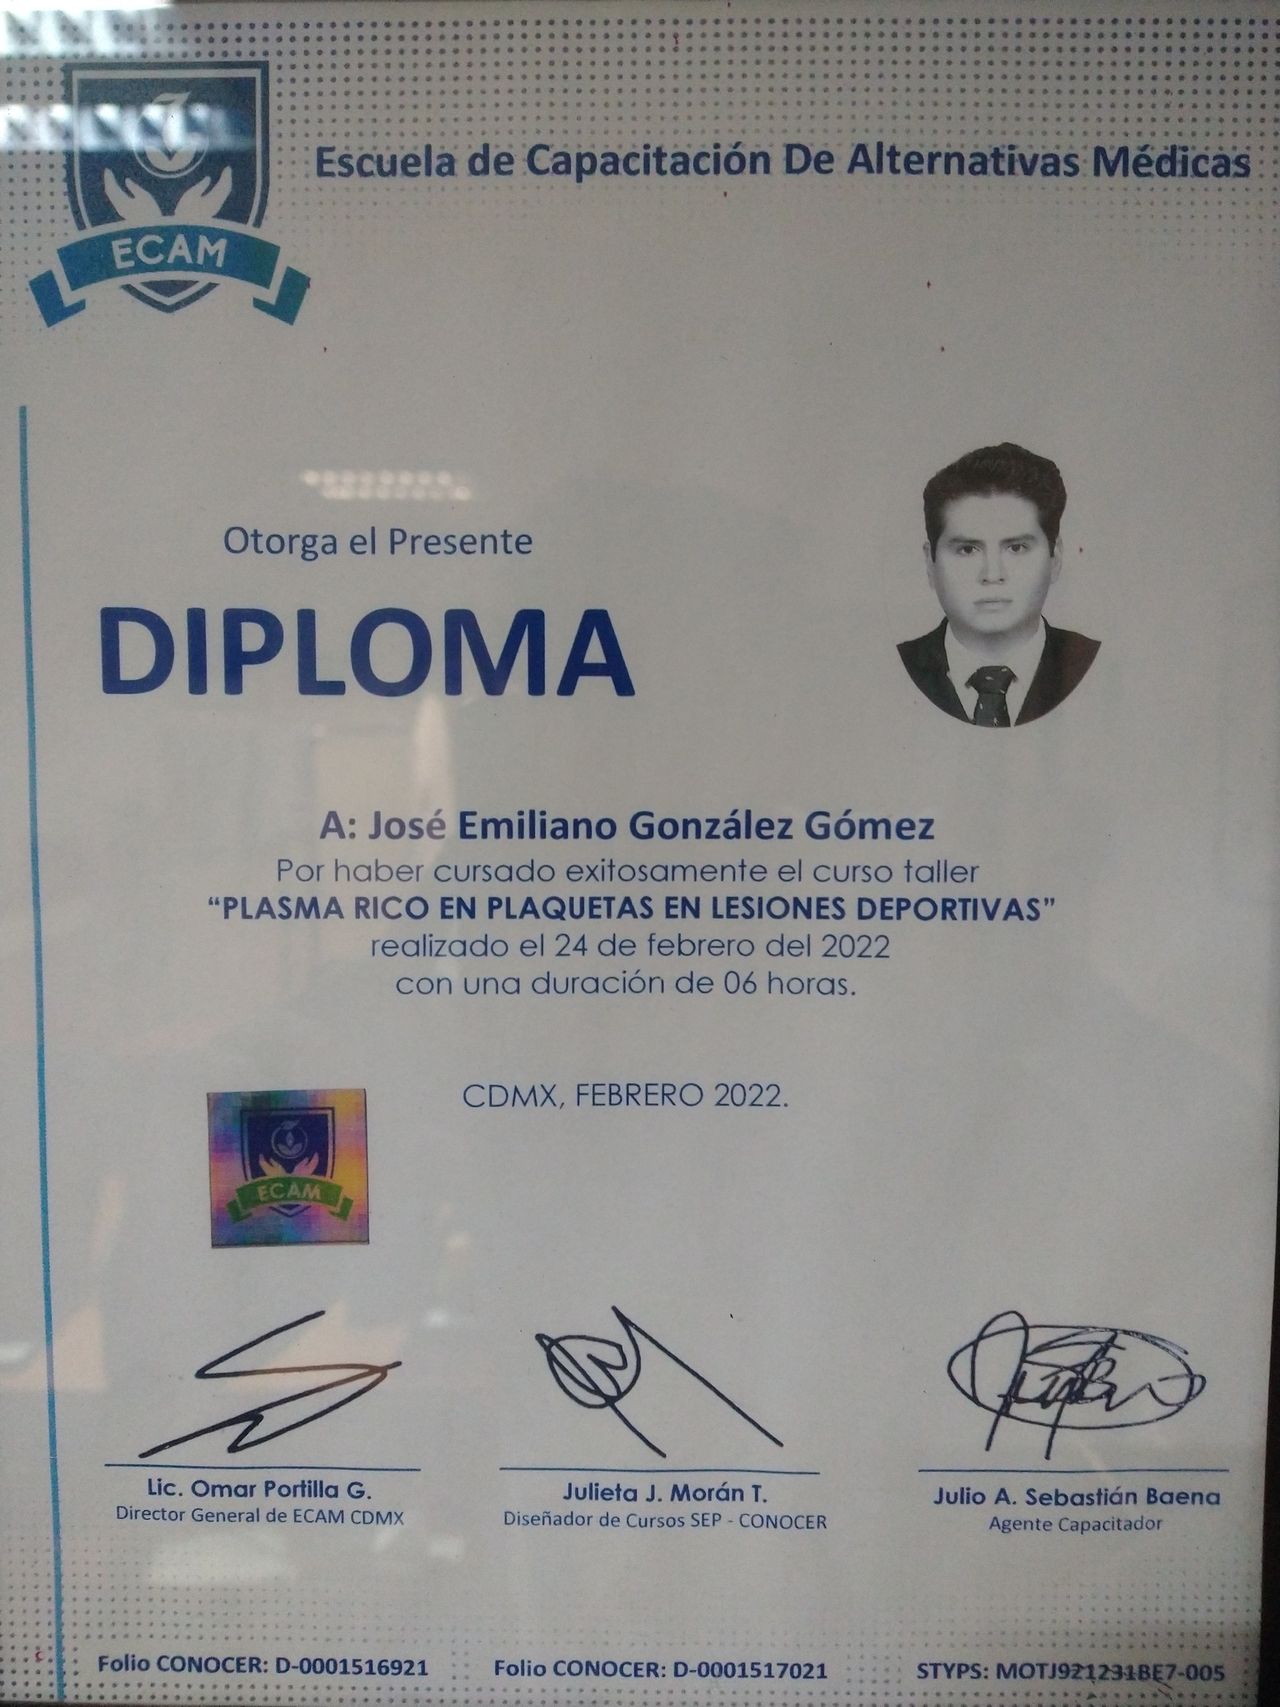 ECAM
Escuela de Capacitación De Alternativas Médicas
Otorga el Presente
DIPLOMA
A: José Emiliano González Gómez
Por haber cursado exitosamente el curso taller
“PLASMA RICO EN PLAQUETAS EN LESIONES DEPORTIVAS”
realizado el 24 de febrero del 2022
con una duración de 06 horas.
CDMX, FEBRERO 2022.
ECAM
Lic. Omar Portilla G.
Director General de ECAM CDMX
Julieta J. Morán T.
Diseñador de Cursos SEP - CONOCER
Julio A. Sebastián Baena
Agente Capacitador
Folio CONOCER: D-0001516921
Folio CONOCER: D-0001517021
STYPS: MOTJ921231BE7-005